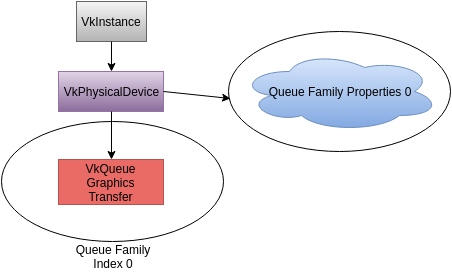 VkInstance
VkPhysicalDevice
Queue Family Properties 0
VkQueue
Graphics
Transfer
Queue Family
Index 0